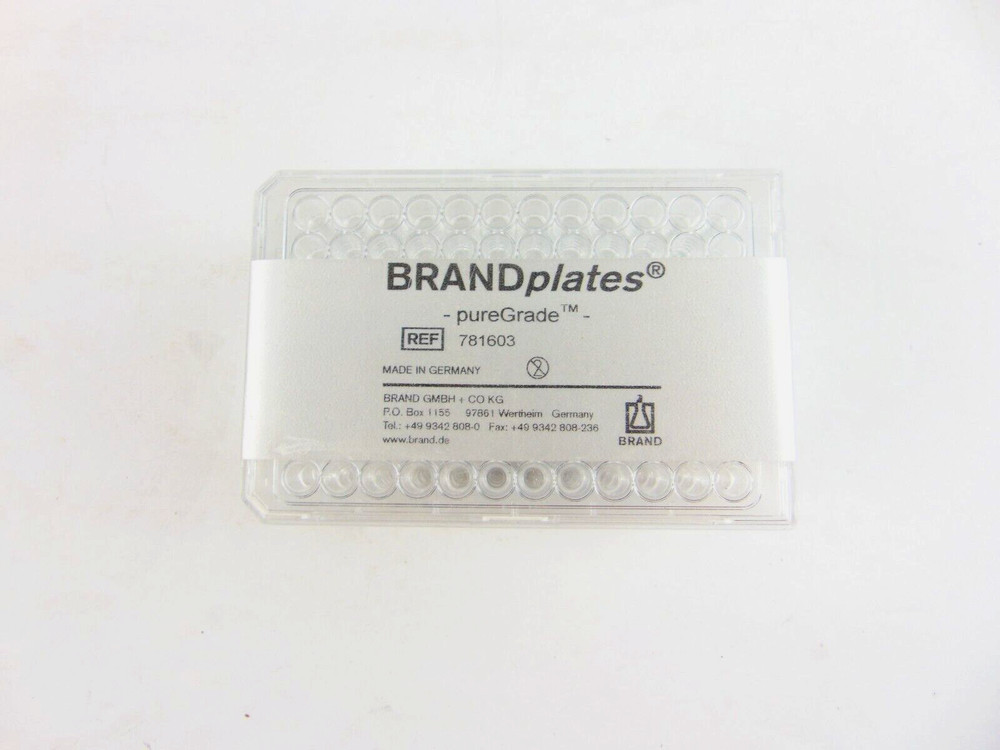 BRANDplates®
- pureGrade™ -
REF 781603
MADE IN GERMANY
BRAND GMBH + CO KG
P.O. Box 1155 97861 Wertheim Germany
Tel.: +49 9342 808-0 Fax: +49 9342 808-236
www.brand.de
BRAND